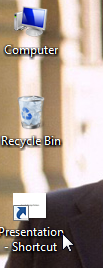 Computer
Recycle Bin
Presentation
- Shortcut